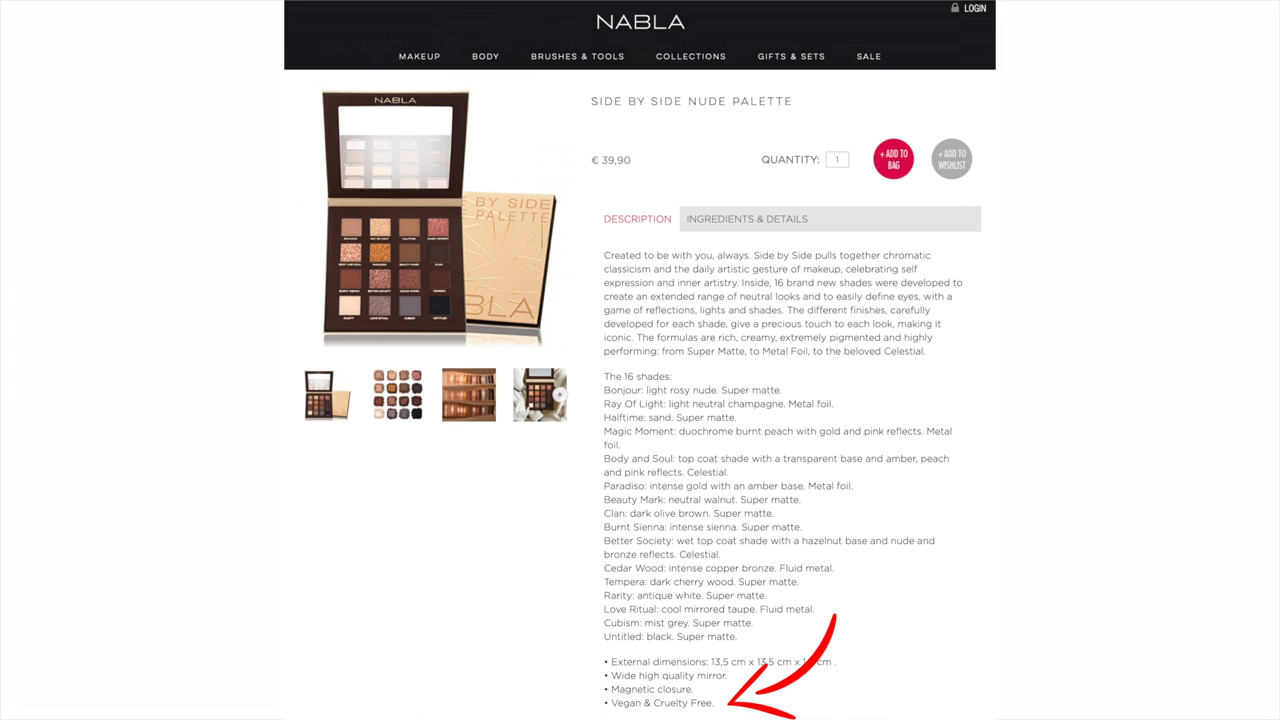 LOGIN
NABLA
MAKEUP BODY BRUSHES & TOOLS COLLECTIONS GIFTS & SETS SALE
NABLA
BY SIDE
PALETTE
NABLA
SIDE BY SIDE NUDE PALETTE
€ 39,90
QUANTITY: 1
+ ADD TO
BAG
+ ADD TO
WISHLIST
DESCRIPTION
INGREDIENTS & DETAILS
Created to be with you, always. Side by Side pulls together chromatic
classicism and the daily artistic gesture of makeup, celebrating self
expression and inner artistry. Inside, 16 brand new shades were developed to
create an extended range of neutral looks and to easily define eyes, with a
game of reflections, lights and shades. The different finishes, carefully
developed for each shade, give a precious touch to each look, making it
iconic. The formulas are rich, creamy, extremely pigmented and highly
performing: from Super Matte, to Metal Foil, to the beloved Celestial.
The 16 shades:
Bonjour: light rosy nude. Super matte.
Ray Of Light: light neutral champagne. Metal foil.
Halftime: sand. Super matte.
Magic Moment: duochrome burnt peach with gold and pink reflects. Metal
foil.
Body and Soul: top coat shade with a transparent base and amber, peach
and pink reflects. Celestial.
Paradiso: intense gold with an amber base. Metal foil.
Beauty Mark: neutral walnut. Super matte.
Clan: dark olive brown. Super matte.
Burnt Sienna: intense sienna. Super matte.
Better Society: wet top coat shade with a hazelnut base and nude and
bronze reflects. Celestial.
Cedar Wood: intense copper bronze. Fluid metal.
Tempera: dark cherry wood. Super matte.
Rarity: antique white. Super matte.
Love Ritual: cool mirrored taupe. Fluid metal.
Cubism: mist grey. Super matte.
Untitled: black. Super matte.
• External dimensions: 13,5 cm x 13,5 cm x cm .
• Wide high quality mirror.
• Magnetic closure.
• Vegan & Cruelty Free.